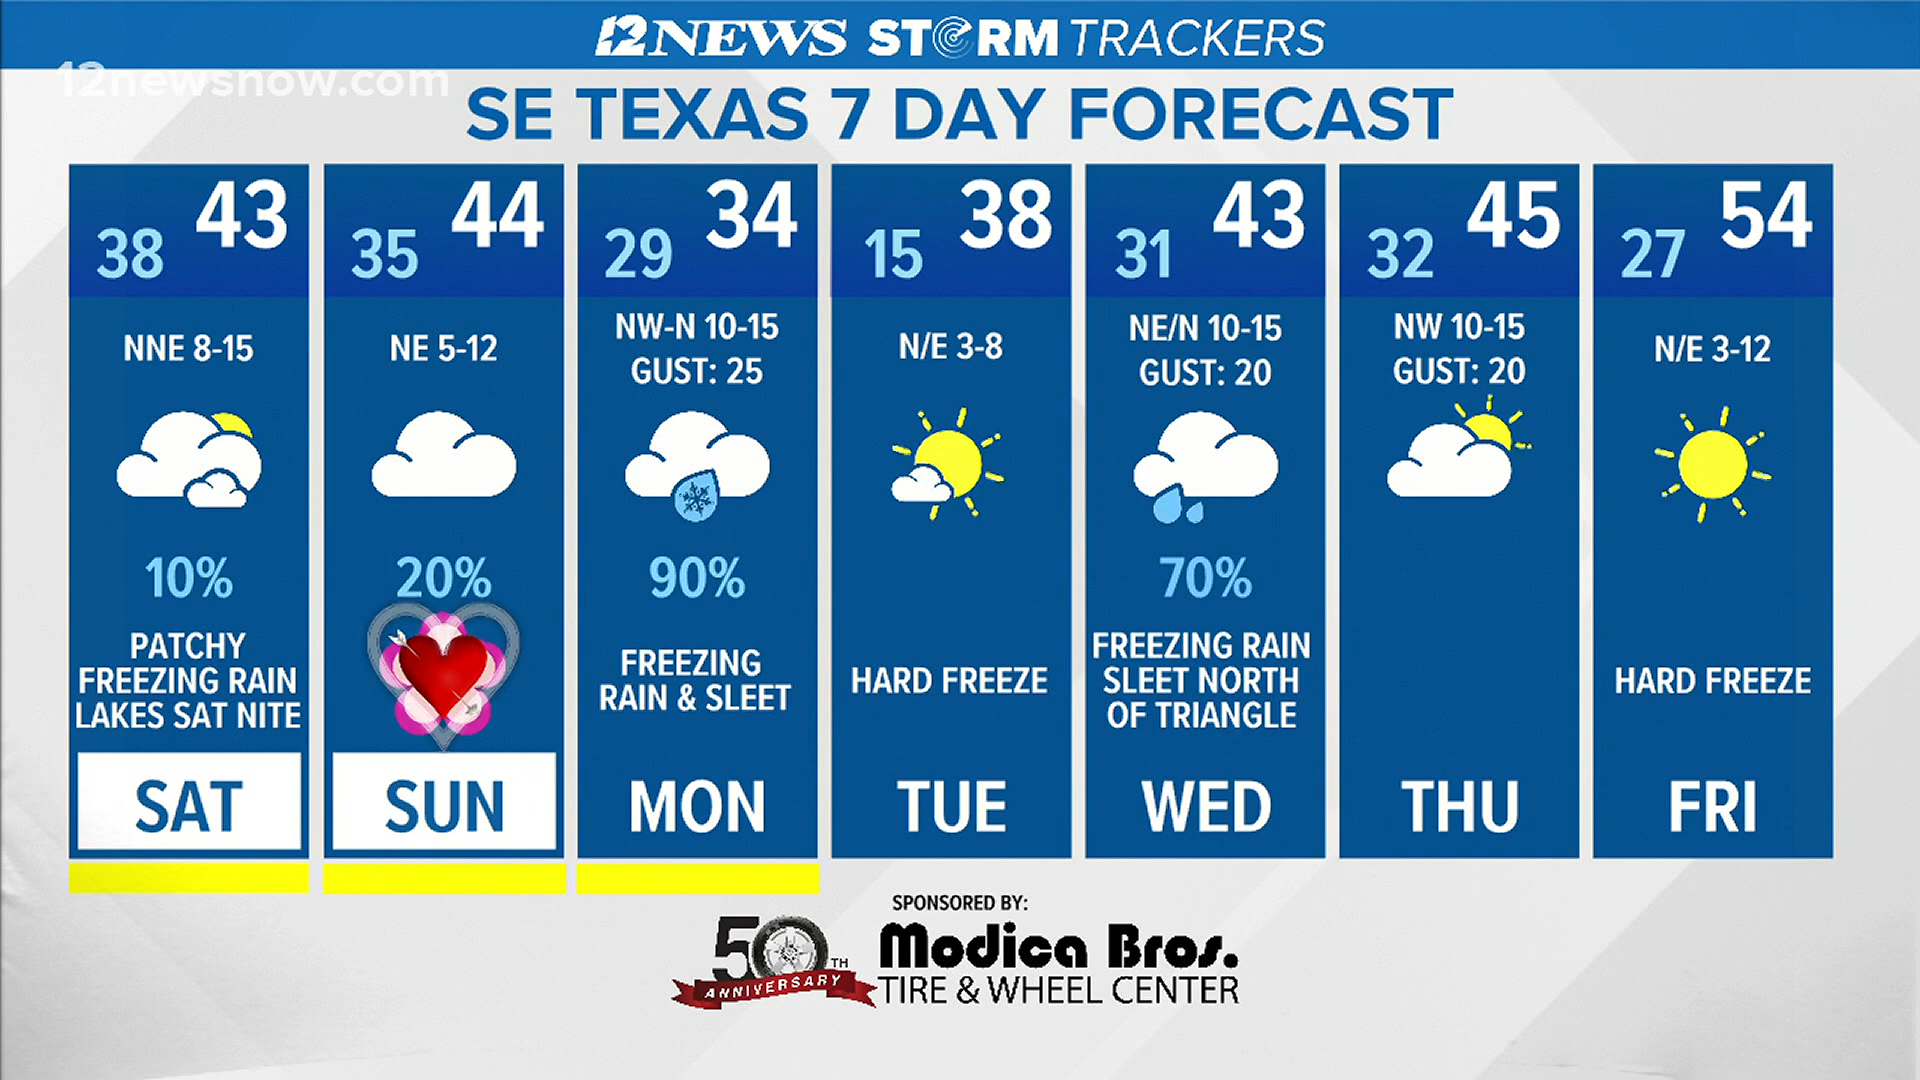 12NEWS STORM TRACKERS
12newsnow.com
SE TEXAS 7 DAY FORECAST
38 43
NNE 8-15
10%
PATCHY
FREEZING RAIN
LAKES SAT NITE
SAT
35 44
NE 5-12
20%
SUN
29 34
NW-N 10-15
GUST: 25
90%
FREEZING
RAIN & SLEET
MON
15 38
N/E 3-8
HARD FREEZE
TUE
31 43
NE/N 10-15
GUST: 20
70%
FREEZING RAIN
SLEET NORTH
OF TRIANGLE
WED
32 45
NW 10-15
GUST: 20
THU
27 54
N/E 3-12
HARD FREEZE
FRI
SPONSORED BY:
50TH
ANNIVERSARY
Modica Bros.
TIRE & WHEEL CENTER